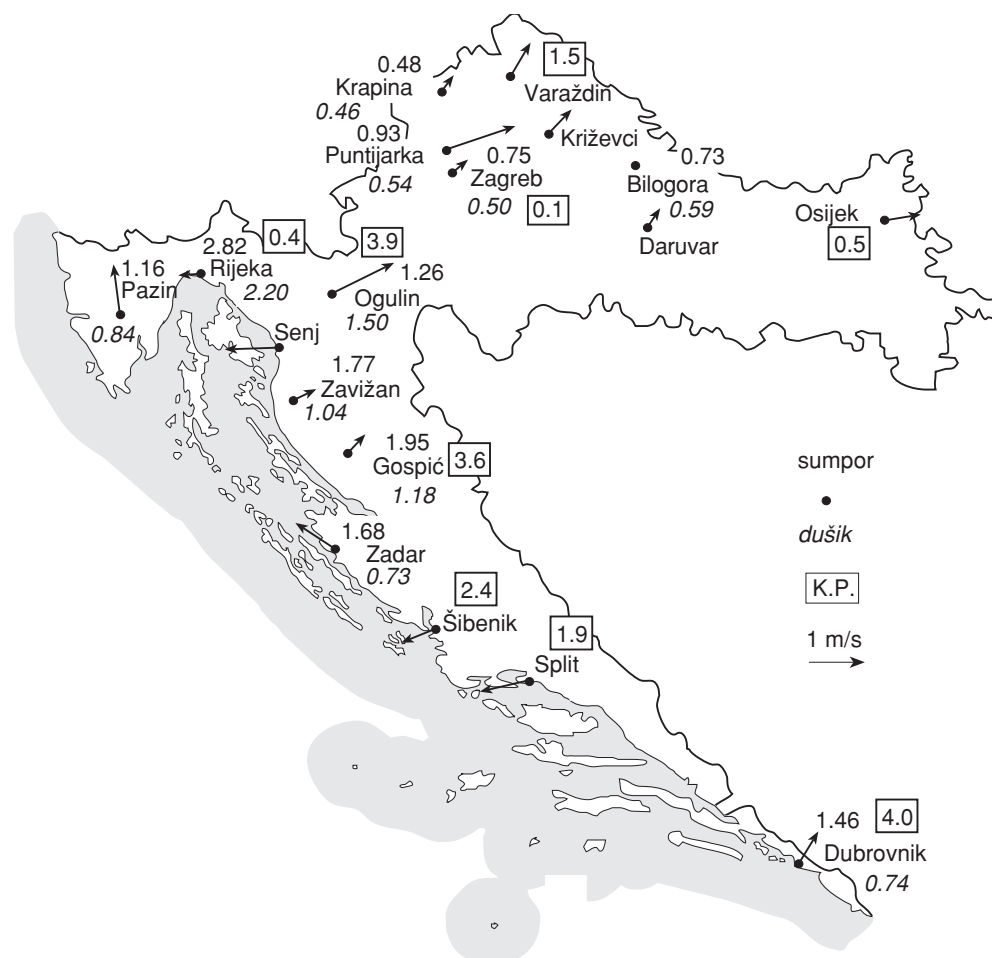 0.48
Krapina
0.46
1.5
Varaždin
0.93
Puntijarka
0.54
Križevci
0.75
Zagreb
0.50
0.1
0.73
Bilogora
0.59
Daruvar
Osijek
0.5
0.4
2.82
Rijeka
2.20
1.16
Pazin
0.84
3.9
1.26
Ogulin
1.50
Senj
1.77
Zavižan
1.04
1.95
Gospić
1.18
3.6
1.68
Zadar
0.73
2.4
Šibenik
1.9
Split
1.46
4.0
Dubrovnik
0.74
sumpor
dušik
K.P.
1 m/s